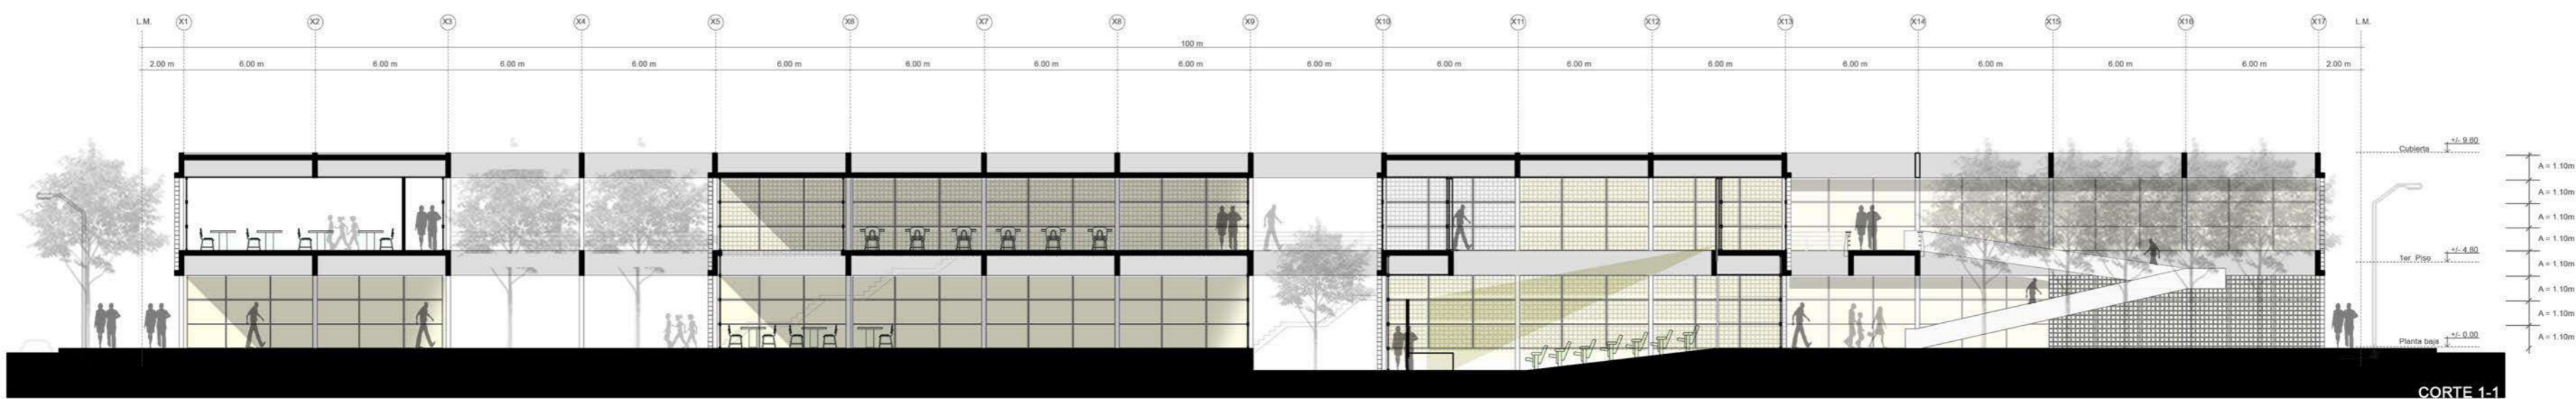 L.M. X1 X2 X3 X4 X5 X6 X7 X8 X9 X10 X11 X12 X13 X14 X15 X16 X17 L.M.
100 m
2.00 m 6.00 m 6.00 m 6.00 m 6.00 m 6.00 m 6.00 m 6.00 m 6.00 m 6.00 m 6.00 m 6.00 m 6.00 m 6.00 m 6.00 m 6.00 m 6.00 m 2.00 m
Cubierta +/- 9.60
A = 1.10m
A = 1.10m
A = 1.10m
A = 1.10m
1er. Piso +/- 4.80
A = 1.10m
A = 1.10m
A = 1.10m
Planta baja +/- 0.00
A = 1.10m
CORTE 1-1